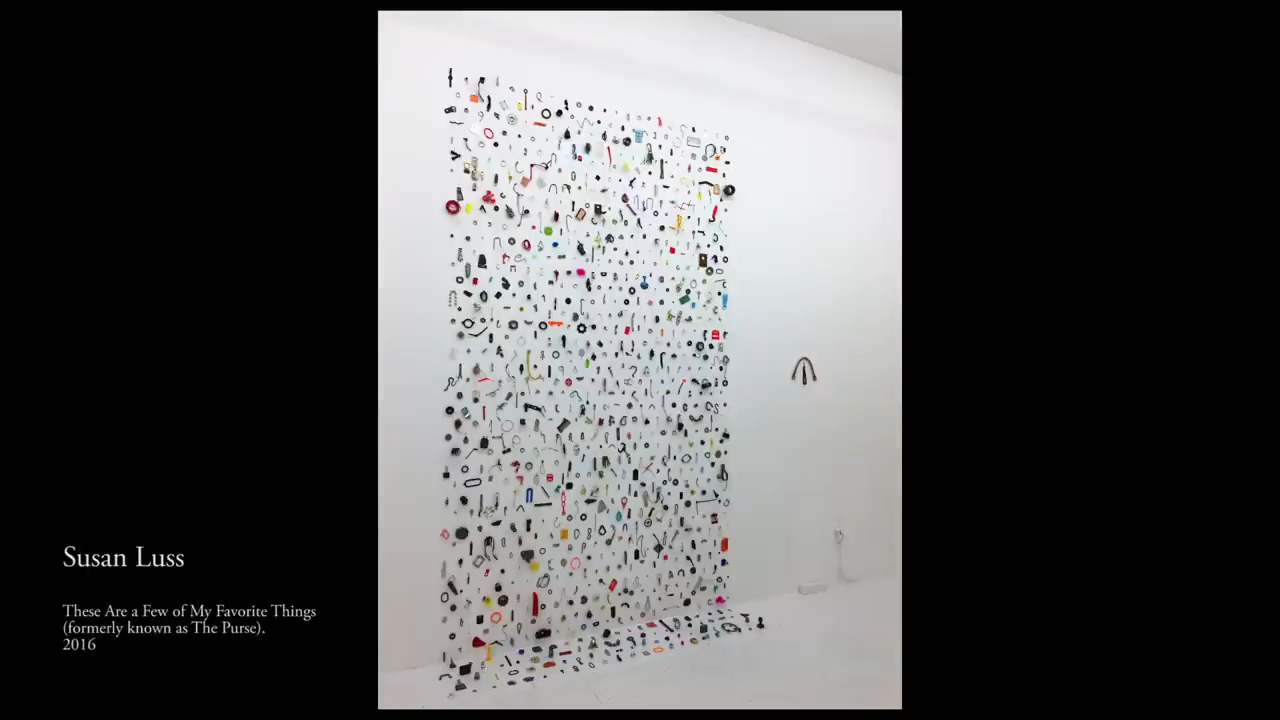 Susan Luss
These Are a Few of My Favorite Things
(formerly known as The Purse).
2016